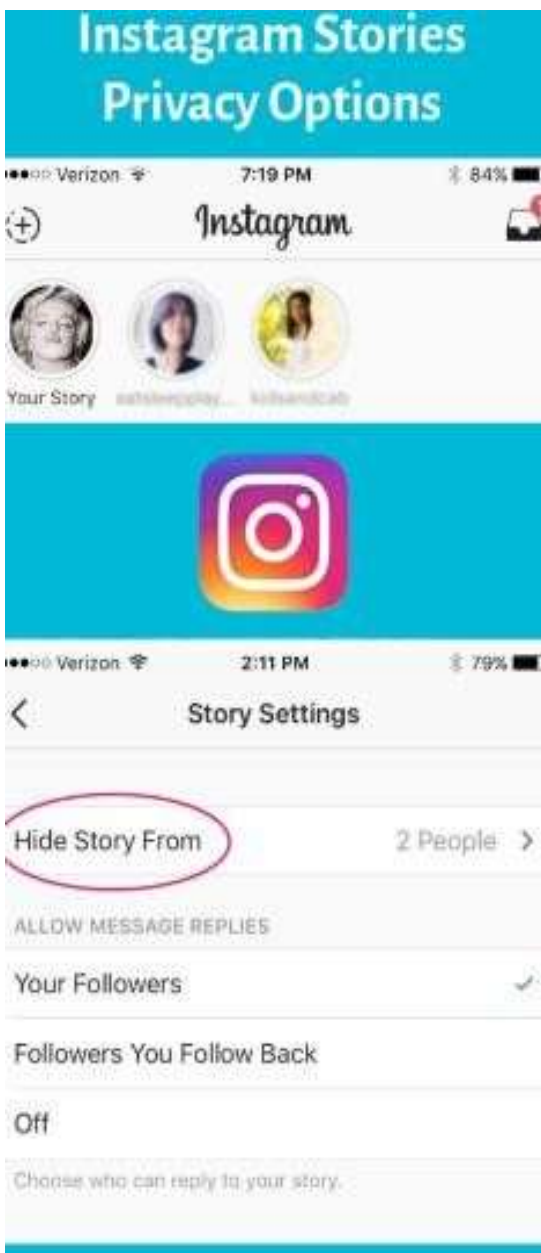 Instagram Stories
Privacy Options
Verizon 7:19 PM 84%
Instagram
Your Story eatsleepplay... kidsandcab
Verizon 2:11 PM 79%
Story Settings
Hide Story From 2 People
ALLOW MESSAGE REPLIES
Your Followers
Followers You Follow Back
Off
Choose who can reply to your story.